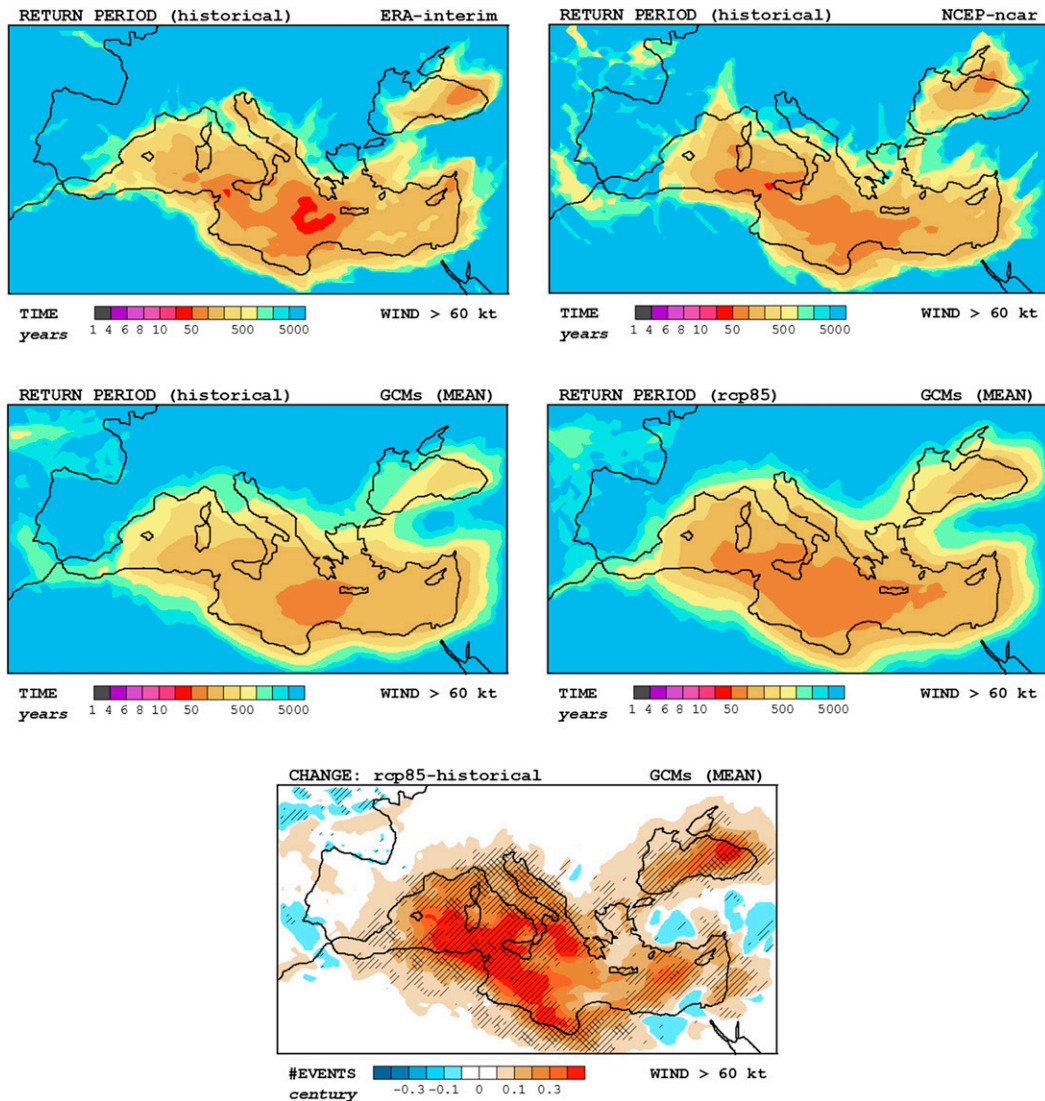 RETURN PERIOD (historical) ERA-interim
RETURN PERIOD (historical) NCEP-ncar
TIME WIND > 60 kt
years 1 4 6 8 10 50 500 5000
TIME WIND > 60 kt
years 1 4 6 8 10 50 500 5000
RETURN PERIOD (historical) GCMs (MEAN)
RETURN PERIOD (rcp85) GCMs (MEAN)
TIME WIND > 60 kt
years 1 4 6 8 10 50 500 5000
TIME WIND > 60 kt
years 1 4 6 8 10 50 500 5000
CHANGE: rcp85-historical GCMs (MEAN)
#EVENTS WIND > 60 kt
century -0.3 -0.1 0 0.1 0.3